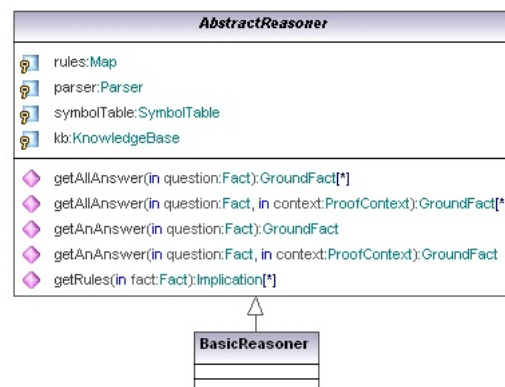 AbstractReasoner
rules:Map
parser:Parser
symbolTable:SymbolTable
kb:KnowledgeBase
getAllAnswer(in question:Fact):GroundFact[*]
getAllAnswer(in question:Fact, in context:ProofContext):GroundFact[*
getAnAnswer(in question:Fact):GroundFact
getAnAnswer(in question:Fact, in context:ProofContext):GroundFact
getRules(in fact:Fact):Implication[*]
BasicReasoner